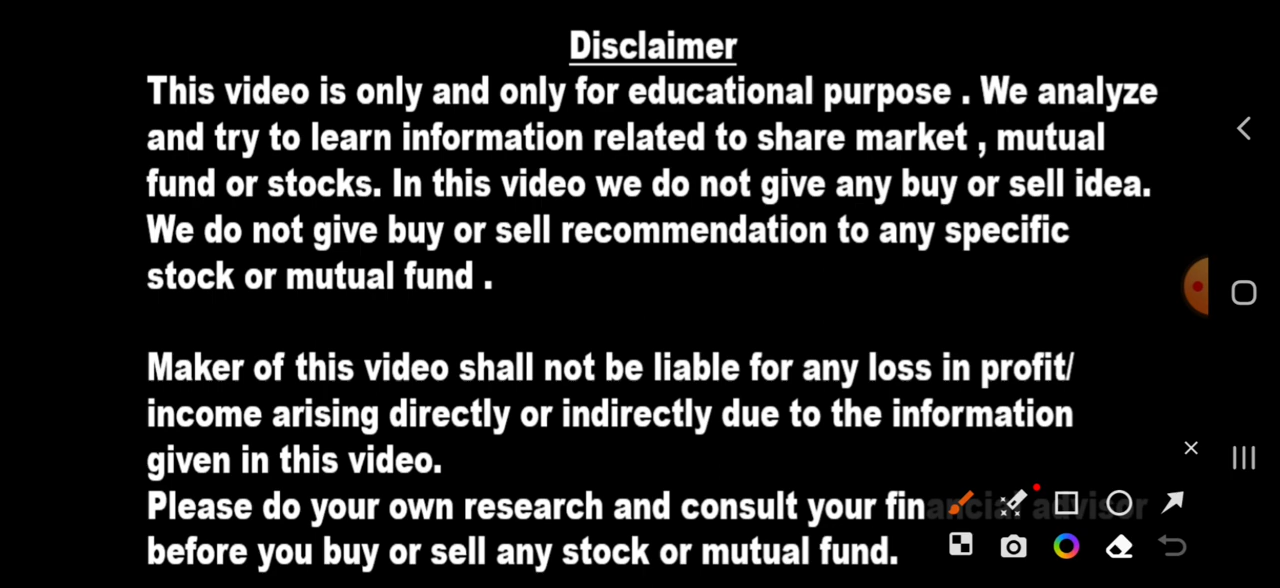 Disclaimer
This video is only and only for educational purpose . We analyze
and try to learn information related to share market , mutual
fund or stocks. In this video we do not give any buy or sell idea.
We do not give buy or sell recommendation to any specific
stock or mutual fund .
Maker of this video shall not be liable for any loss in profit/
income arising directly or indirectly due to the information
given in this video.
Please do your own research and consult your financial advisor
before you buy or sell any stock or mutual fund.